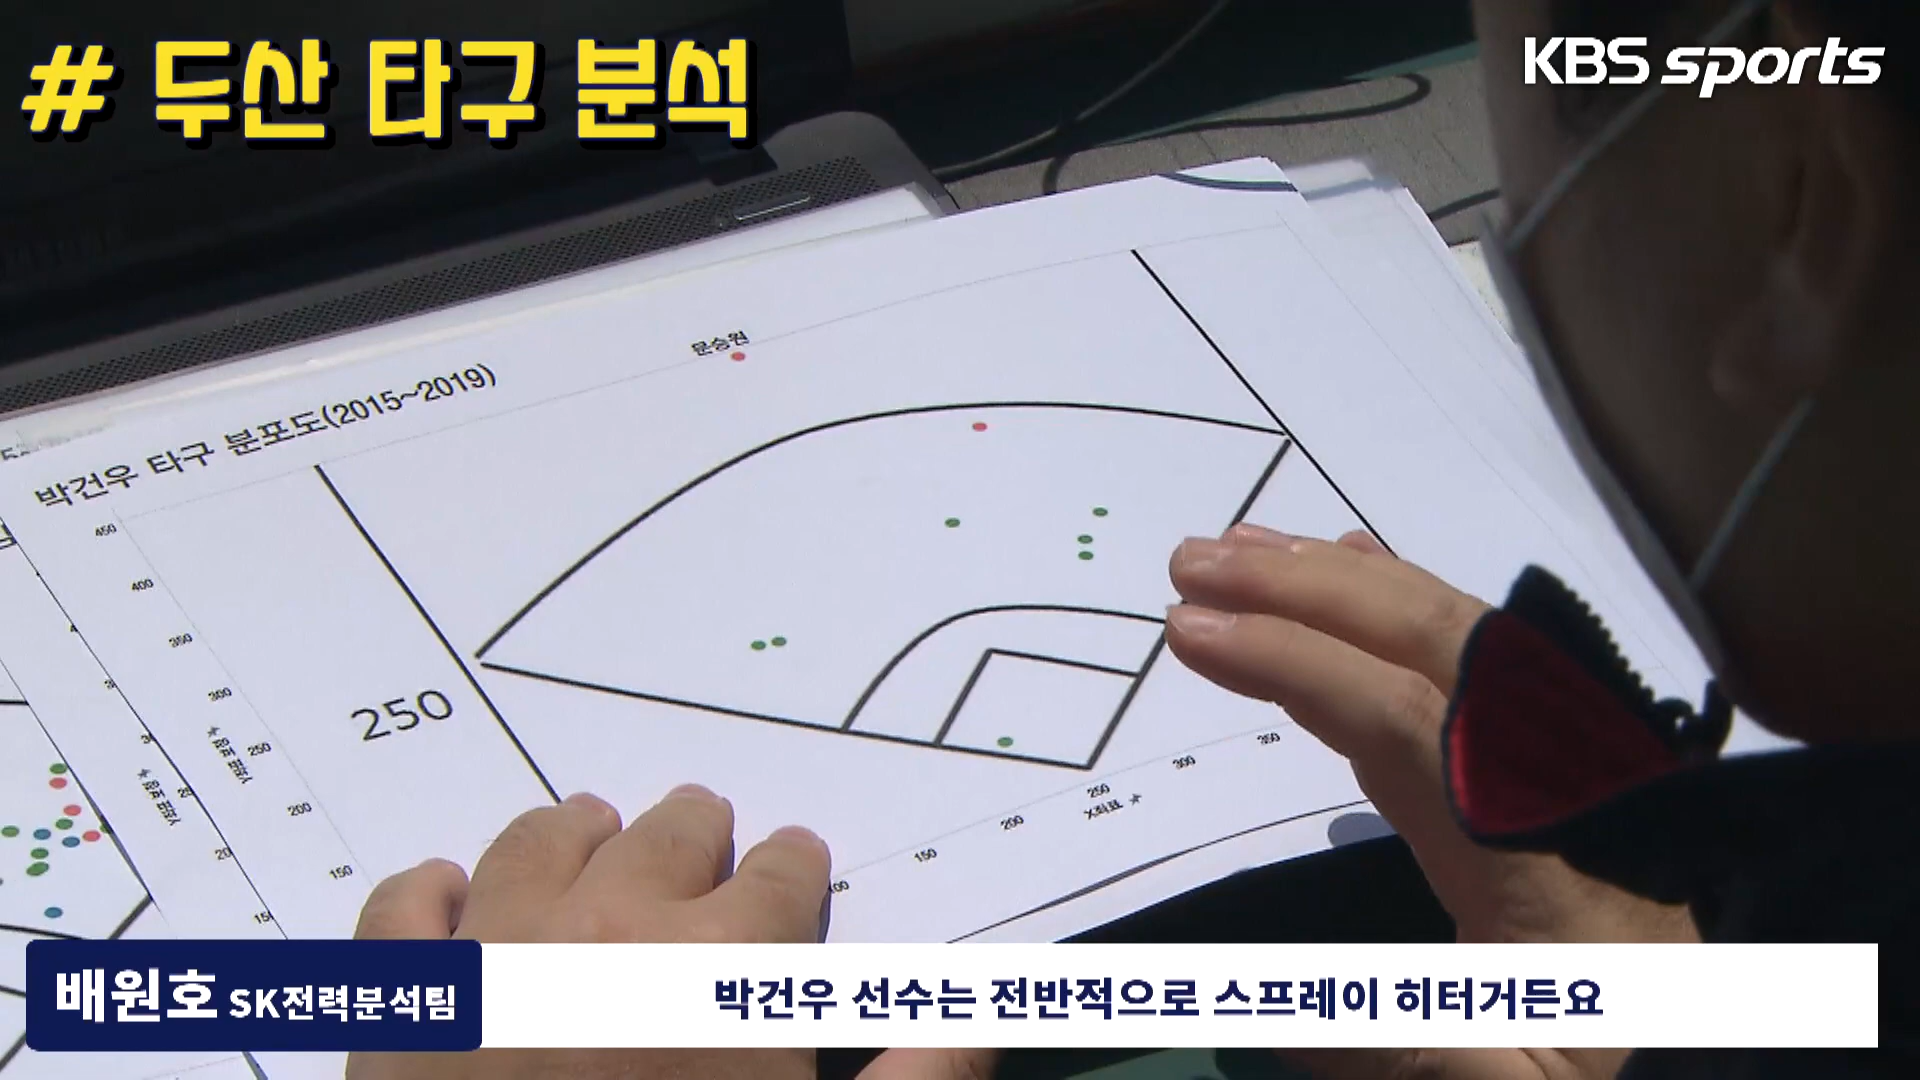 # 두산 타구 분석
KBS sports
문승원
박건우 타구 분포도(2015~2019)
450
400
350
300
250
200
150
250
350
300
250
X좌표
200
150
100
배원호 SK전력분석팀
박건우 선수는 전반적으로 스프레이 히터거든요